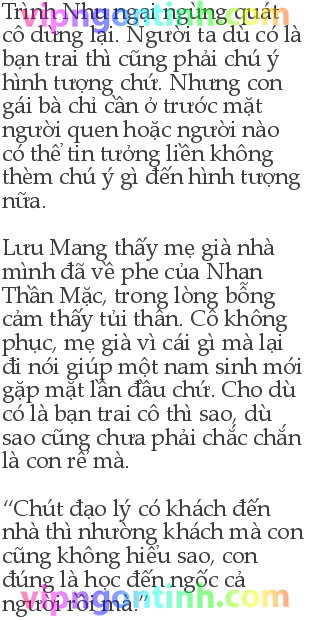 Trình Nhu ngại ngùng quát
cô dừng lại. Người ta dù có là
bạn trai thì cũng phải chú ý
hình tượng chứ. Nhưng con
gái bà chỉ cần ở trước mặt
người quen hoặc người nào
có thể tin tưởng liền không
thèm chú ý gì đến hình tượng
nữa.
Lưu Mang thấy mẹ già nhà
mình đã về phe của Nhan
Thần Mặc, trong lòng bỗng
cảm thấy tủi thân. Cô không
phục, mẹ già vì cái gì mà lại
đi nói giúp một nam sinh mới
gặp mặt lần đầu chứ. Cho dù
có là bạn trai cô thì sao, dù
sao cũng chưa phải chắc chắn
là con rể mà.
“Chút đạo lý có khách đến
nhà thì nhường khách mà con
cũng không hiểu sao, con
đúng là học đến ngốc cả
người rồi mà.”
vipngontinh.com
vipngontinh.com